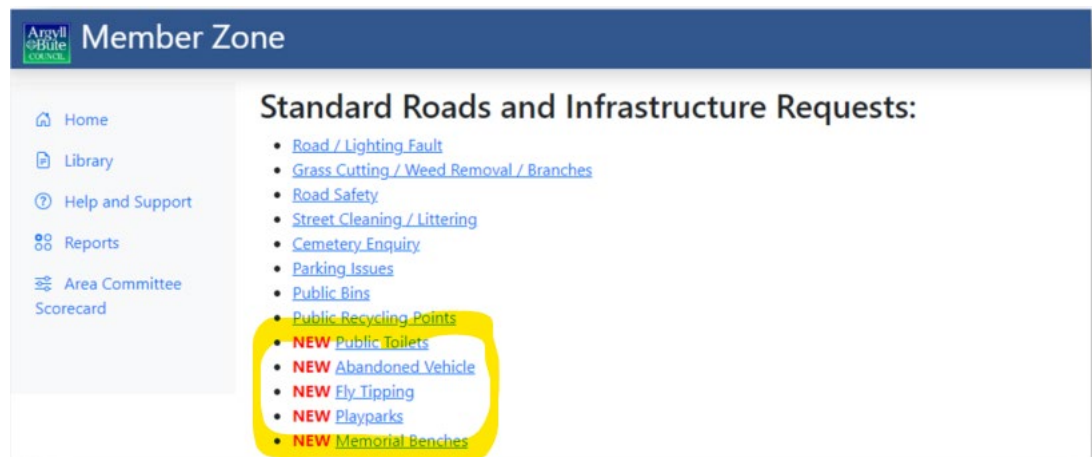 Argyll
Bute
COUNCIL
Member Zone
Home
Library
Help and Support
Reports
Area Committee
Scorecard
Standard Roads and Infrastructure Requests:
Road / Lighting Fault
Grass Cutting / Weed Removal / Branches
Road Safety
Street Cleaning / Littering
Cemetery Enquiry
Parking Issues
Public Bins
Public Recycling Points
NEW Public Toilets
NEW Abandoned Vehicle
NEW Fly Tipping
NEW Playparks
NEW Memorial Benches